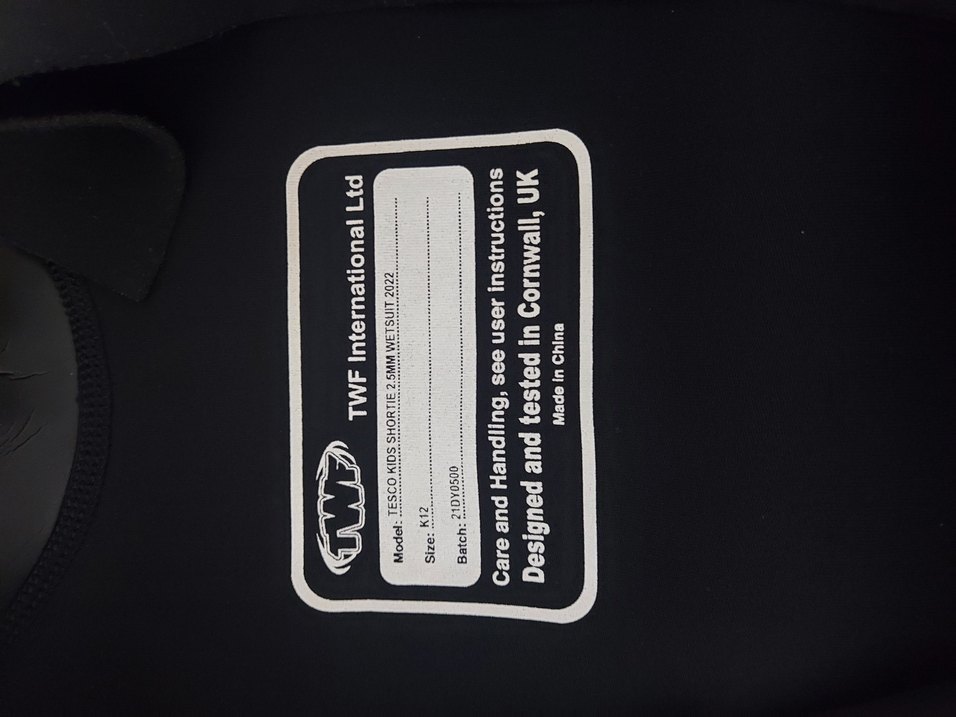 TWF
TWF International Ltd
Model: TESCO KIDS SHORTIE 2.5MM WETSUIT 2022
Size: K12
Batch: 21DY0500
Care and Handling, see user instructions
Designed and tested in Cornwall, UK
Made in China